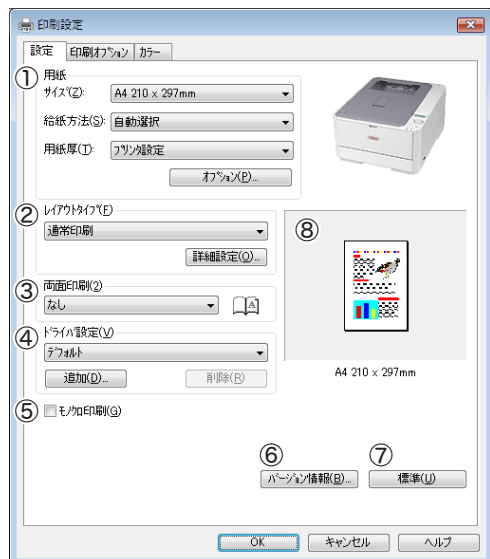 印刷設定
設定 印刷オプション カラー
① 用紙
サイズ(Z): A4 210 x 297mm
給紙方法(S): 自動選択
用紙厚(T): プリンタ設定
オプション(P)...
② レイアウトタイプ(F)
通常印刷
詳細設定(O)...
③ 両面印刷(2)
なし
A
④ ドライバ設定(V)
デフォルト
追加(D)...
削除(R)
⑤ モノクロ印刷(G)
⑧
A4 210 x 297mm
⑥
バージョン情報(B)...
⑦
標準(U)
OK
キャンセル
ヘルプ